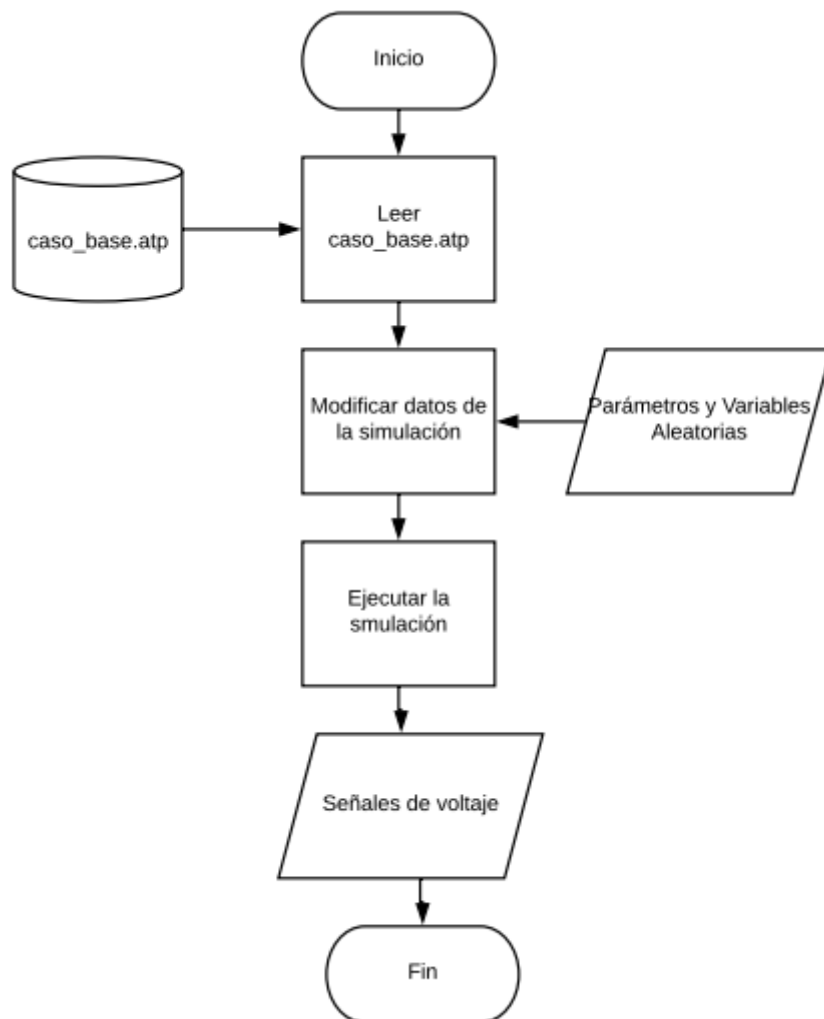 Inicio
caso_base.atp
Leer
caso_base.atp
Modificar datos de
la simulación
Parámetros y Variables
Aleatorias
Ejecutar la
smulación
Señales de voltaje
Fin